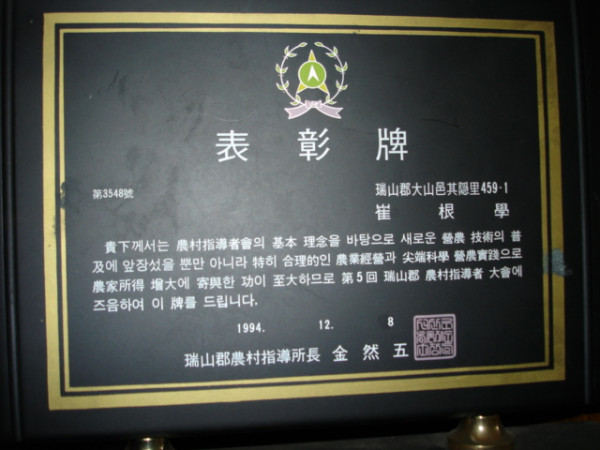 表彰牌
第3548號
瑞山郡大山邑其隠里459-1
崔根學
貴下께서는 農村指導者會의 基本 理念을 바탕으로 새로운 營農 技術의 普
及에 앞장섰을 뿐만 아니라 特히 合理的인 農業經營과 尖端科學 營農實踐으로
農家所得 增大에 寄與한 功이 至大하므로 第5回 瑞山郡 農村指導者 大會에
즈음하여 이 牌를 드립니다.
1994. 12. 8
瑞山郡農村指導所長 金然五